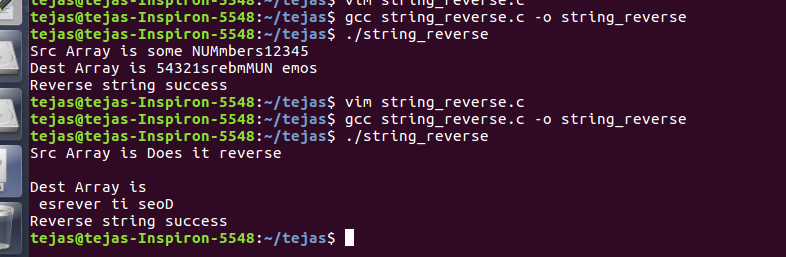 tejas@tejas-Inspiron-5548:~/tejas$ vim string_reverse.c
tejas@tejas-Inspiron-5548:~/tejas$ gcc string_reverse.c -o string_reverse
tejas@tejas-Inspiron-5548:~/tejas$ ./string_reverse
Src Array is some NUMmbers12345
Dest Array is 54321srebmMUN emos
Reverse string success
tejas@tejas-Inspiron-5548:~/tejas$ vim string_reverse.c
tejas@tejas-Inspiron-5548:~/tejas$ gcc string_reverse.c -o string_reverse
tejas@tejas-Inspiron-5548:~/tejas$ ./string_reverse
Src Array is Does it reverse
Dest Array is
esrever ti seoD
Reverse string success
tejas@tejas-Inspiron-5548:~/tejas$